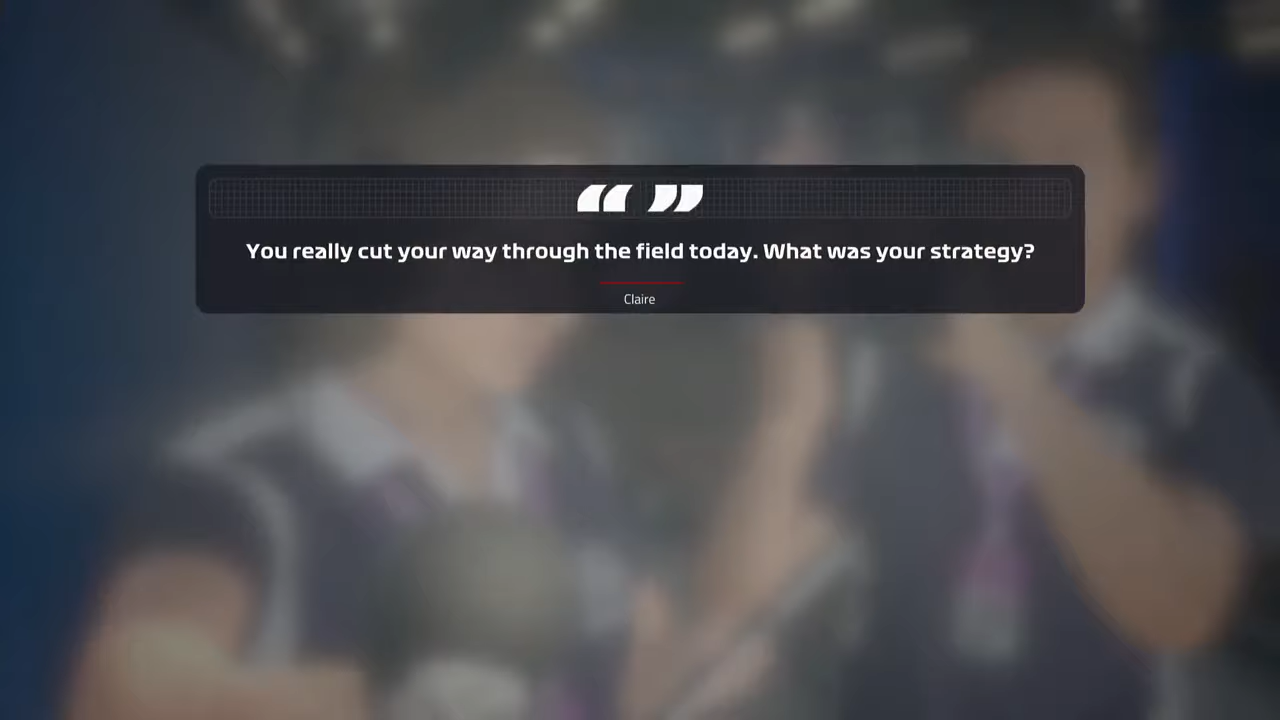 “ ”
You really cut your way through the field today. What was your strategy?
Claire